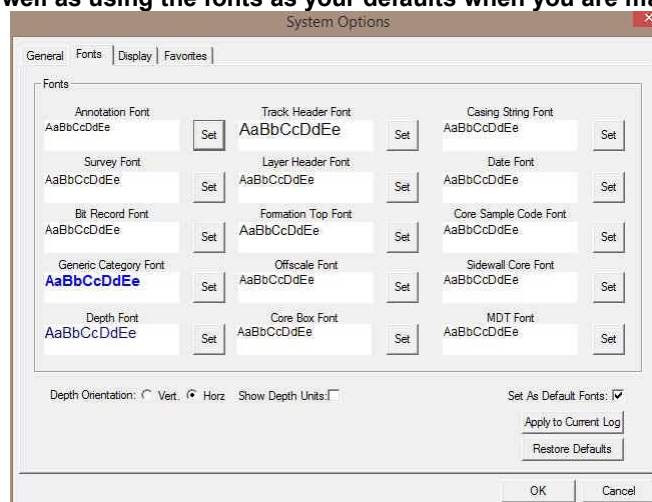 well as using the fonts as your defaults when you are
System Options
General Fonts Display Favorites
Fonts
Annotation Font Track Header Font Casing String Font
AaBbCcDdEe Set AaBbCcDdEe Set AaBbCcDdEe Set
Survey Font Layer Header Font Date Font
AaBbCcDdEe Set AaBbCcDdEe Set AaBbCcDdEe Set
Bit Record Font Formation Top Font Core Sample Code Font
AaBbCcDdEe Set AaBbCcDdEe Set AaBbCcDdEe Set
Generic Category Font Offscale Font Sidewall Core Font
AaBbCcDdEe Set AaBbCcDdEe Set AaBbCcDdEe Set
Depth Font Core Box Font MDT Font
AaBbCcDdEe Set AaBbCcDdEe Set AaBbCcDdEe Set
Depth Orientation: Vert. Horz Show Depth Units: Set As Default Fonts:
Apply to Current Log
Restore Defaults
OK Cancel